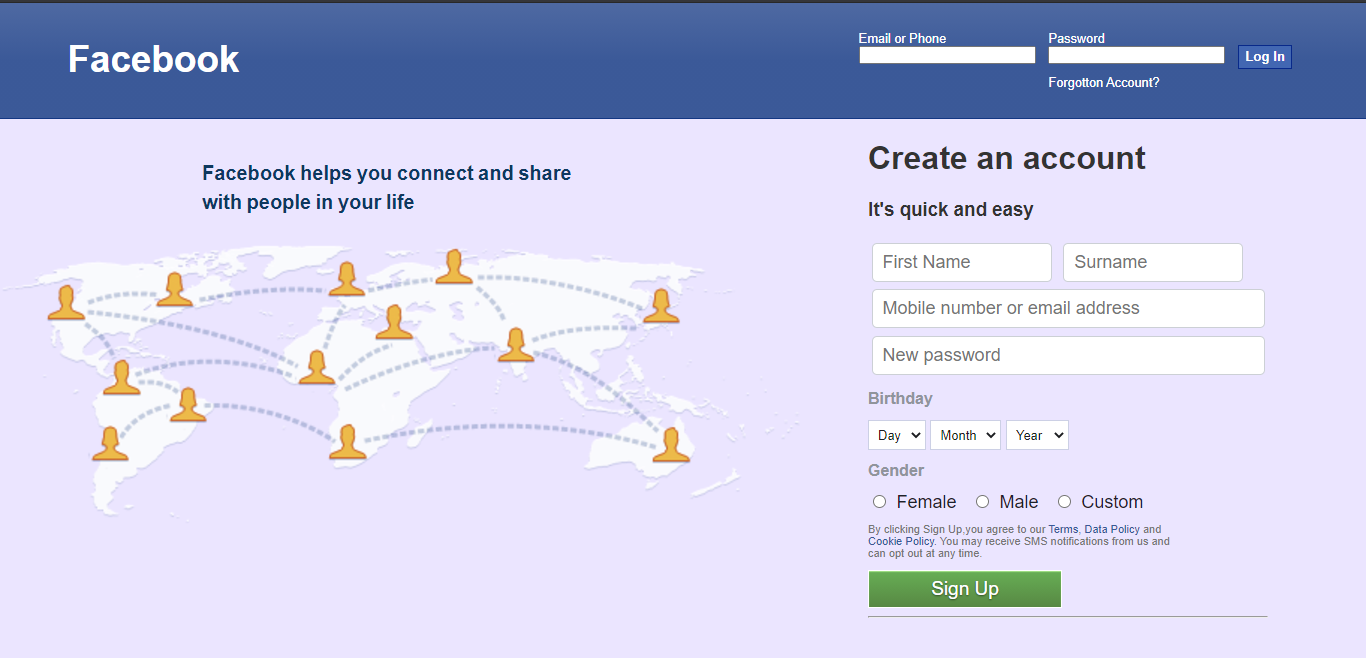 Facebook
Email or Phone
Password
Log In
Forgotton Account?
Facebook helps you connect and share
with people in your life
Create an account
It's quick and easy
First Name
Surname
Mobile number or email address
New password
Birthday
Day
Month
Year
Gender
Female
Male
Custom
By clicking Sign Up,you agree to our Terms, Data Policy and
Cookie Policy. You may receive SMS notifications from us and
can opt out at any time.
Sign Up